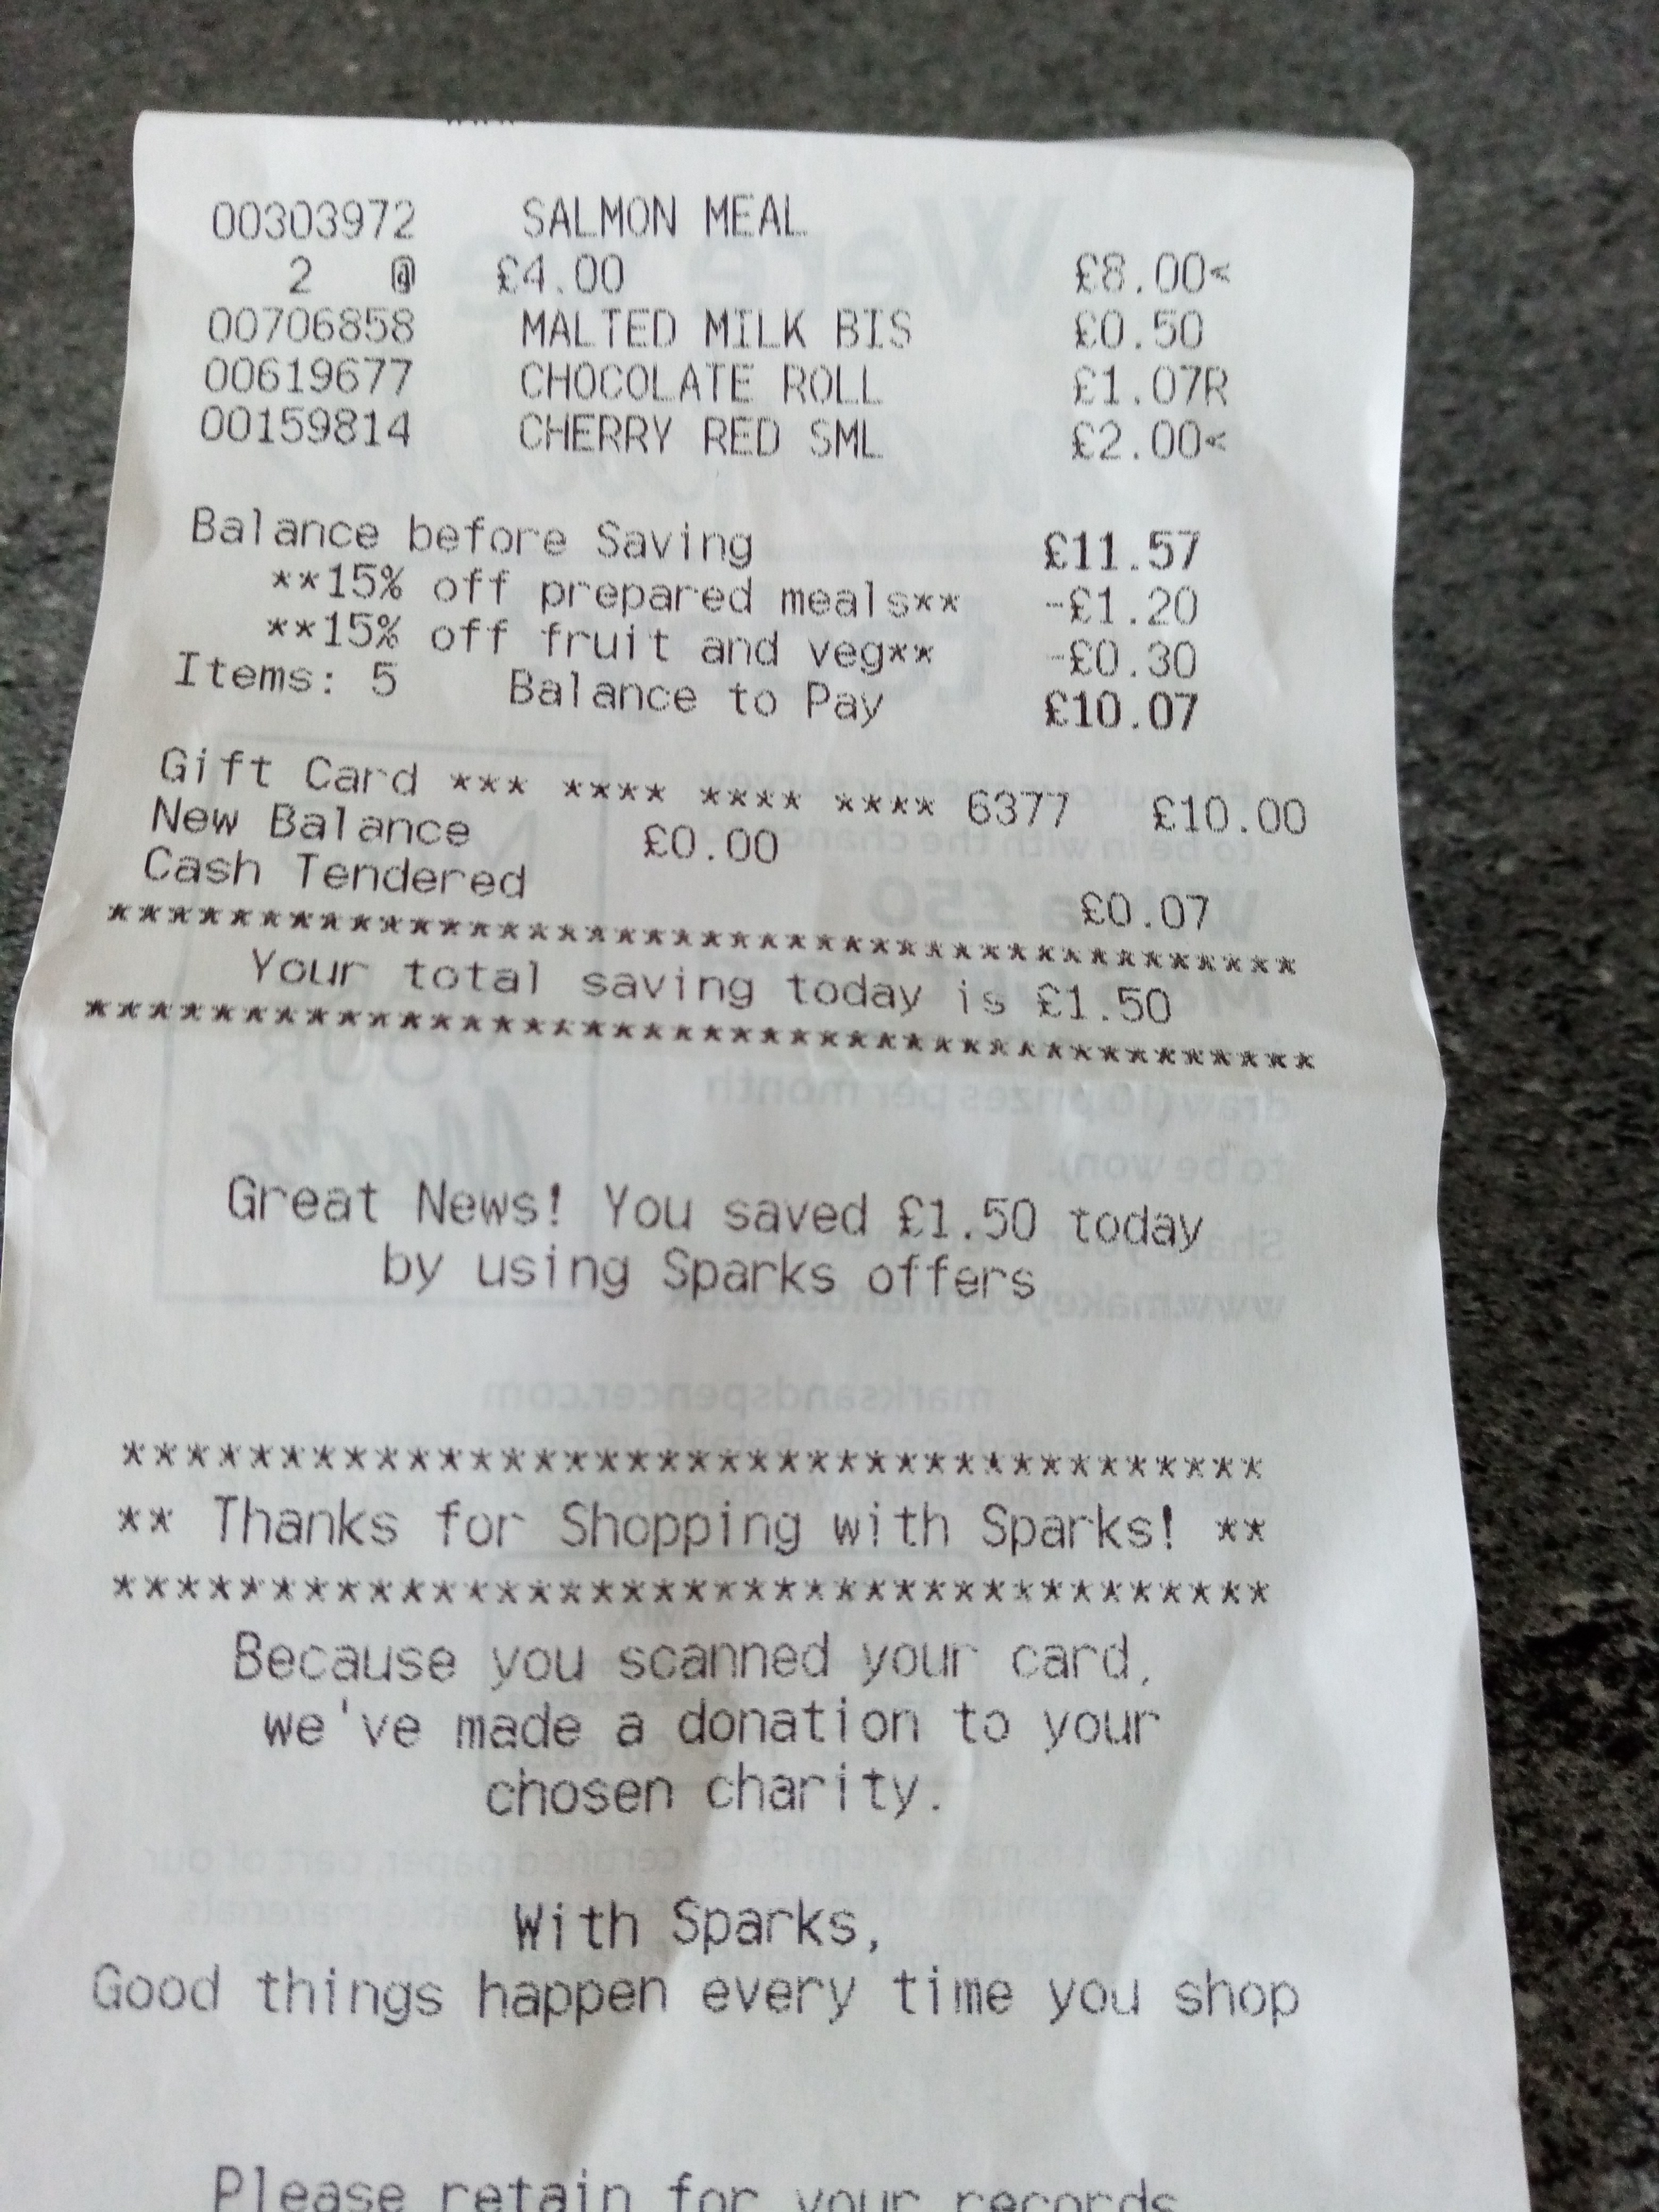 00303972 SALMON MEAL
2 @ £4.00 £8.00<
00706858 MALTED MILK BIS £0.50
00619677 CHOCOLATE ROLL £1.07R
00159814 CHERRY RED SML £2.00<
Balance before Saving £11.57
**15% off prepared meals** -£1.20
**15% off fruit and veg** -£0.30
Items: 5 Balance to Pay £10.07
Gift Card *** **** **** **** 6377 £10.00
New Balance £0.00
Cash Tendered £0.07
****************************************
Your total saving today is £1.50
****************************************
Great News! You saved £1.50 today
by using Sparks offers
**************************************
** Thanks for Shopping with Sparks! **
**************************************
Because you scanned your card,
we've made a donation to your
chosen charity.
With Sparks,
Good things happen every time you shop
Please retain for your records